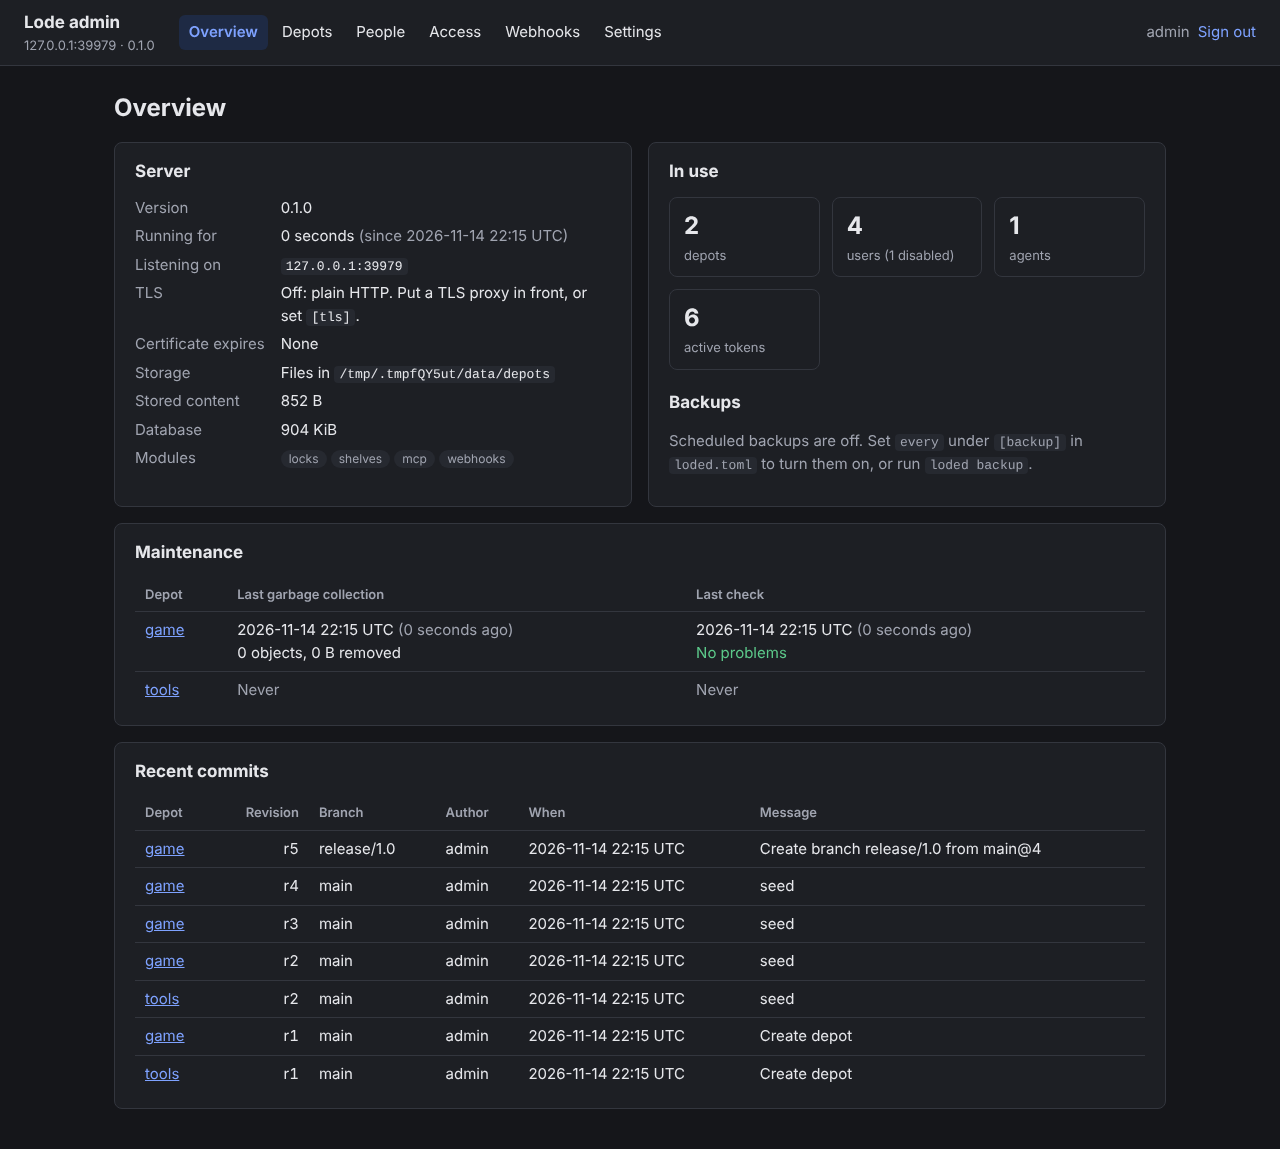 Lode admin
127.0.0.1:39979 · 0.1.0
Overview Depots People Access Webhooks Settings
admin Sign out
Overview
Server
Version 0.1.0
Running for 0 seconds (since 2026-11-14 22:15 UTC)
Listening on 127.0.0.1:39979
TLS Off: plain HTTP. Put a TLS proxy in front, or
set [tls].
Certificate expires None
Storage Files in /tmp/.tmpfQY5ut/data/depots
Stored content 852 B
Database 904 KiB
Modules locks shelves mcp webhooks
In use
2
depots
4
users (1 disabled)
1
agents
6
active tokens
Backups
Scheduled backups are off. Set every under [backup] in
loded.toml to turn them on, or run loded backup.
Maintenance
Depot Last garbage collection Last check
game 2026-11-14 22:15 UTC (0 seconds ago) 2026-11-14 22:15 UTC (0 seconds ago)
0 objects, 0 B removed No problems
tools Never Never
Recent commits
Depot Revision Branch Author When Message
game r5 release/1.0 admin 2026-11-14 22:15 UTC Create branch release/1.0 from main@4
game r4 main admin 2026-11-14 22:15 UTC seed
game r3 main admin 2026-11-14 22:15 UTC seed
game r2 main admin 2026-11-14 22:15 UTC seed
tools r2 main admin 2026-11-14 22:15 UTC seed
game r1 main admin 2026-11-14 22:15 UTC Create depot
tools r1 main admin 2026-11-14 22:15 UTC Create depot